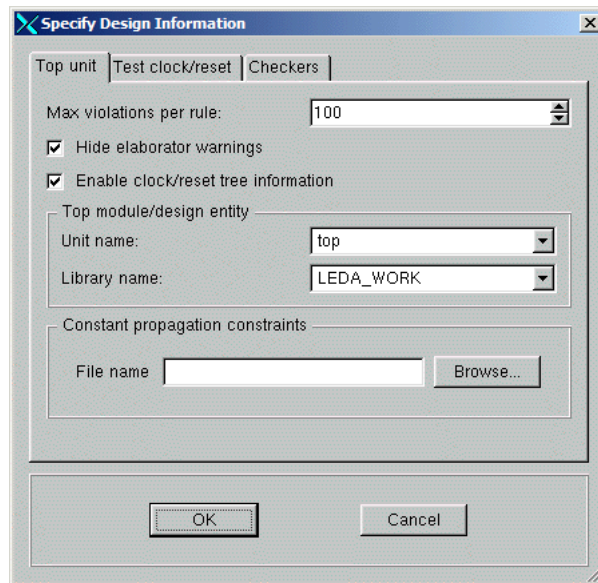 Specify Design Information
Top unit Test clock/reset Checkers
Max violations per rule: 100
Hide elaborator warnings
Enable clock/reset tree information
Top module/design entity
Unit name: top
Library name: LEDA_WORK
Constant propagation constraints
File name Browse...
OK Cancel